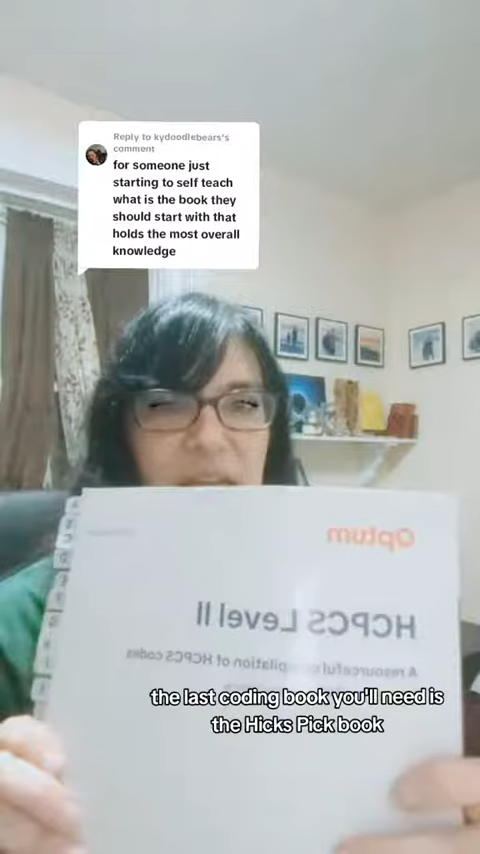 Reply to kydoodlebears's
comment
for someone just
starting to self teach
what is the book they
should start with that
holds the most overall
knowledge
Optum
HCPCS Level II
A resourceful compilation of HCPCS codes
the last coding book you'll need is
the Hicks Pick book